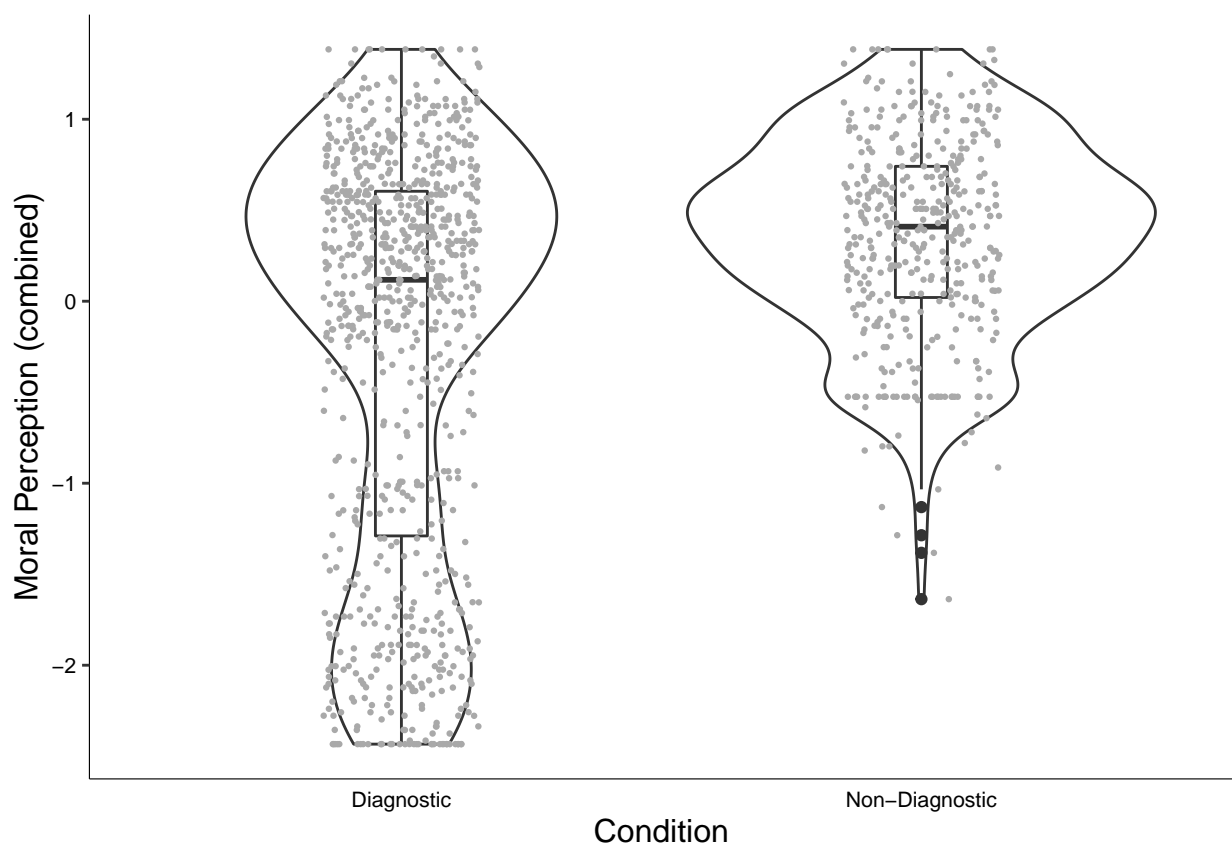 Moral Perception (combined)
1
0
−1
−2
Diagnostic
Non−Diagnostic
Condition